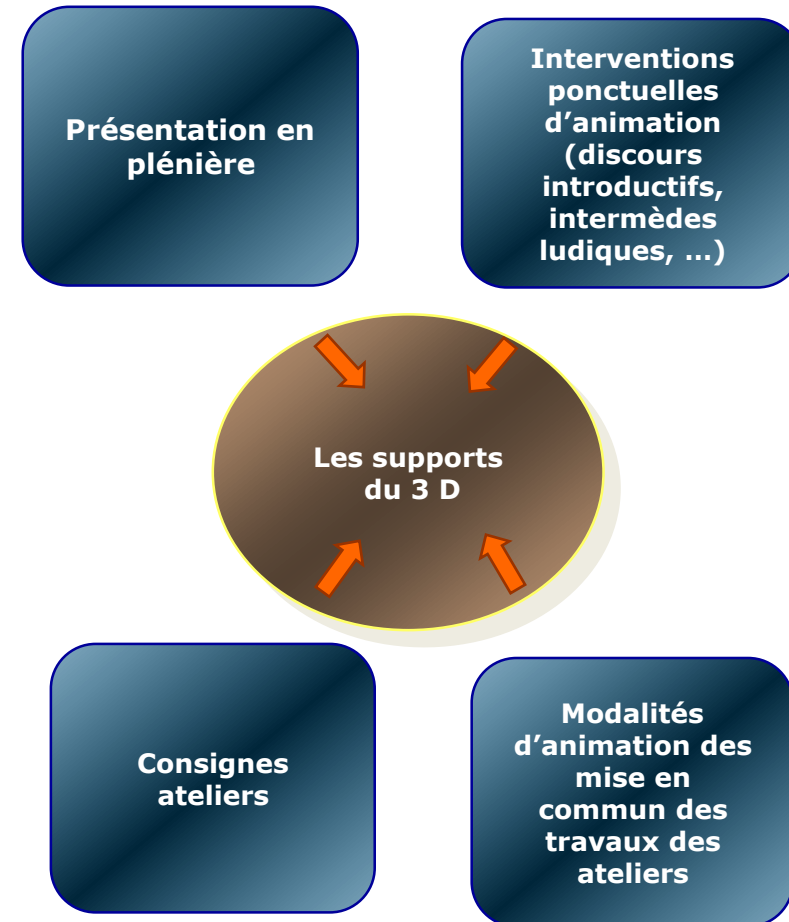 Présentation en
plénière
Interventions
ponctuelles
d’animation
(discours
introductifs,
intermèdes
ludiques, …)
Les supports
du 3 D
Consignes
ateliers
Modalités
d’animation des
mise en
commun des
travaux des
ateliers